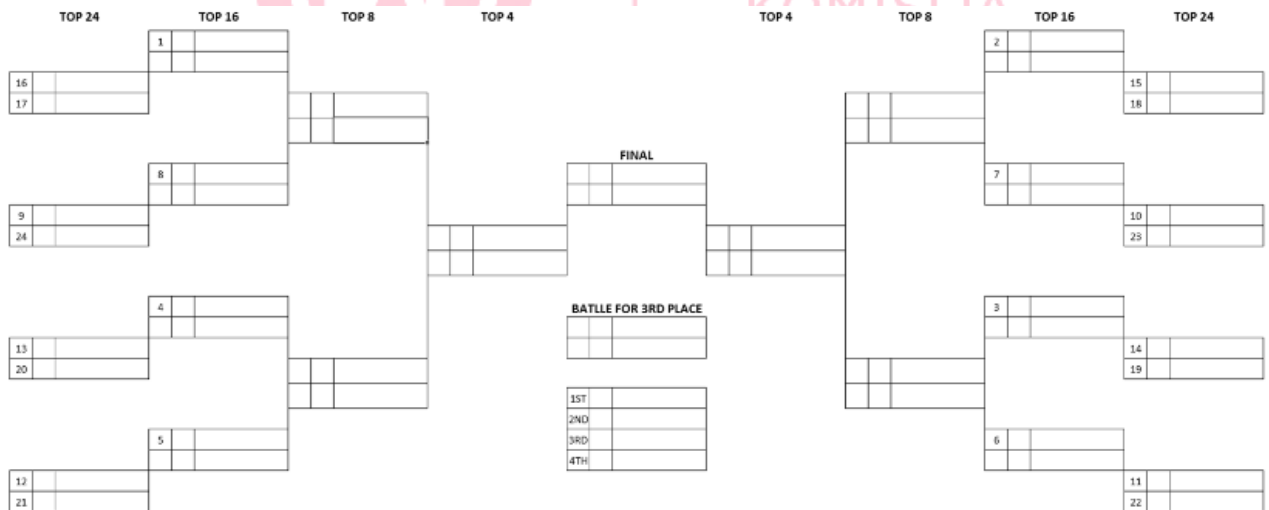 TOP 24 TOP 16 TOP 8 TOP 4 TOP 4 TOP 8 TOP 16 TOP 24
1 2
16 15
17 18
FINAL
8 7
9 10
24 23
4 3
BATLLE FOR 3RD PLACE
13 14
20 19
1ST
2ND
5 3RD 6
4TH
12 11
21 22